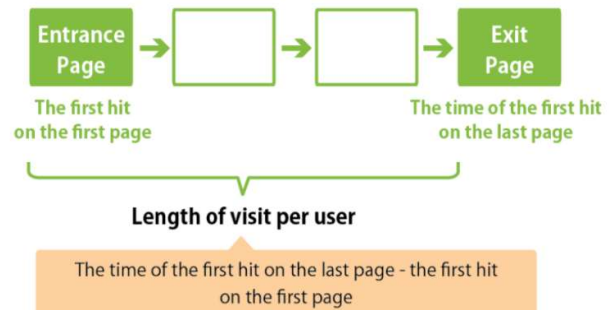 Entrance
Page
Exit
Page
The first hit
on the first page
The time of the first hit
on the last page
Length of visit per user
The time of the first hit on the last page - the first hit
on the first page